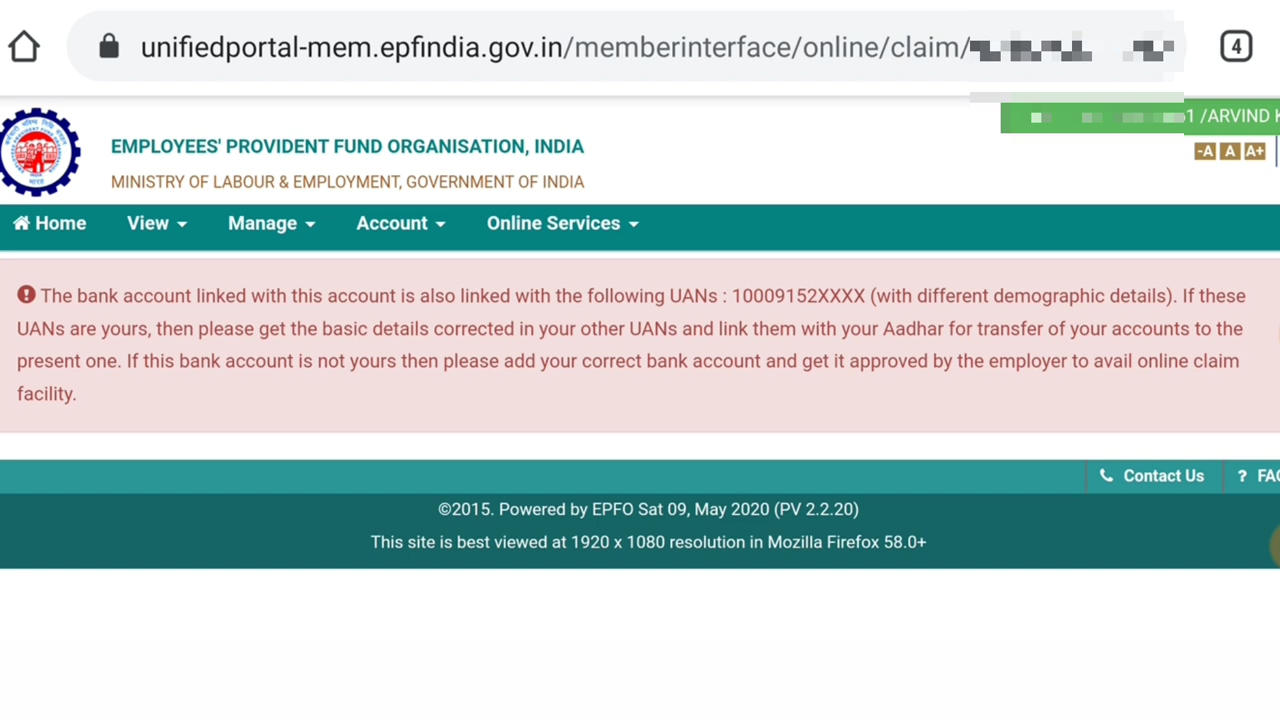 unifiedportal-mem.epfindia.gov.in/memberinterface/online/claim/
4
1 /ARVIND K
EMPLOYEES' PROVIDENT FUND ORGANISATION, INDIA
-A A A+
MINISTRY OF LABOUR & EMPLOYMENT, GOVERNMENT OF INDIA
Home View Manage Account Online Services
The bank account linked with this account is also linked with the following UANs : 10009152XXXX (with different demographic details). If these
UANs are yours, then please get the basic details corrected in your other UANs and link them with your Aadhar for transfer of your accounts to the
present one. If this bank account is not yours then please add your correct bank account and get it approved by the employer to avail online claim
facility.
Contact Us ? FAQ
©2015. Powered by EPFO Sat 09, May 2020 (PV 2.2.20)
This site is best viewed at 1920 x 1080 resolution in Mozilla Firefox 58.0+